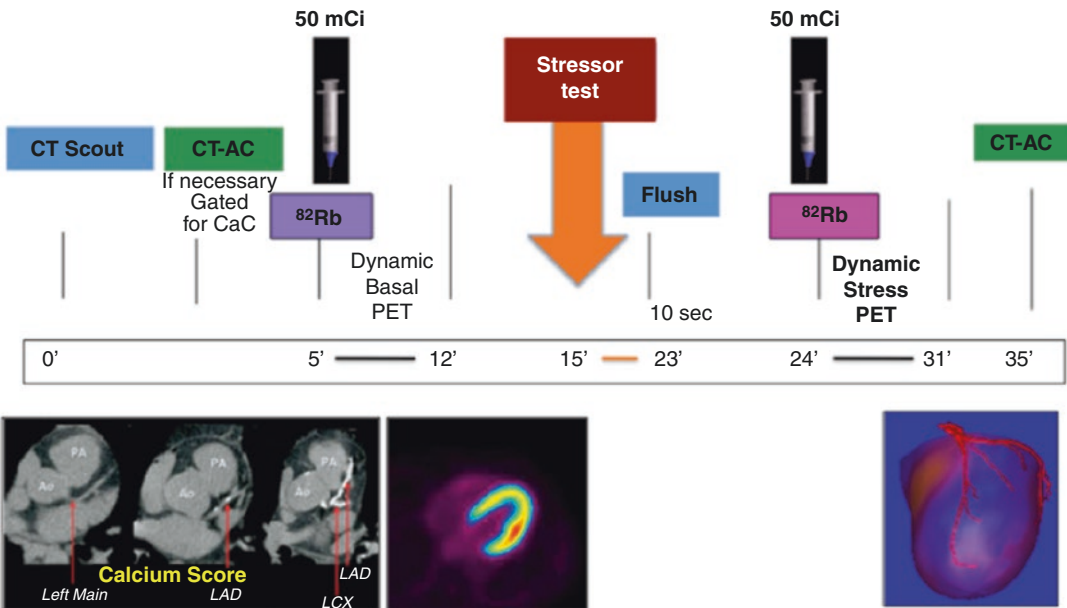 50 mCi
50 mCi
Stressor
test
CT Scout
CT-AC
CT-AC
If necessary
Gated
for CaC
⁸²Rb
Flush
⁸²Rb
Dynamic
Basal
PET
Dynamic
Stress
PET
10 sec
0’ 5’ 12’ 15’ 23’ 24’ 31’ 35’
PA
Ao
PA
Ao
PA
Ao
Calcium Score
Left Main
LAD
LAD
LCX